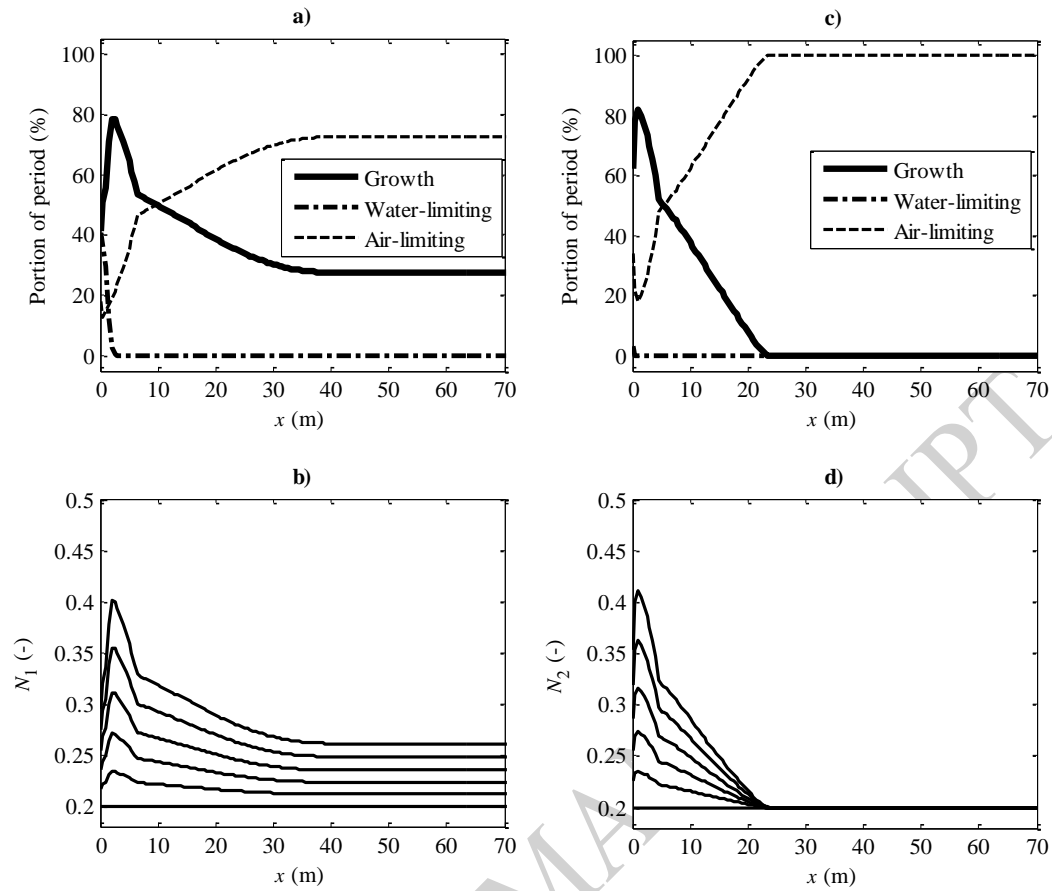 a)
Portion of period (%)
100
80
60
40
20
0
Growth
Water-limiting
Air-limiting
0 10 20 30 40 50 60 70
x (m)
c)
Portion of period (%)
100
80
60
40
20
0
Growth
Water-limiting
Air-limiting
0 10 20 30 40 50 60 70
x (m)
b)
N1 (-)
0.5
0.45
0.4
0.35
0.3
0.25
0.2
0 10 20 30 40 50 60 70
x (m)
d)
N2 (-)
0.5
0.45
0.4
0.35
0.3
0.25
0.2
0 10 20 30 40 50 60 70
x (m)
MA
IPT